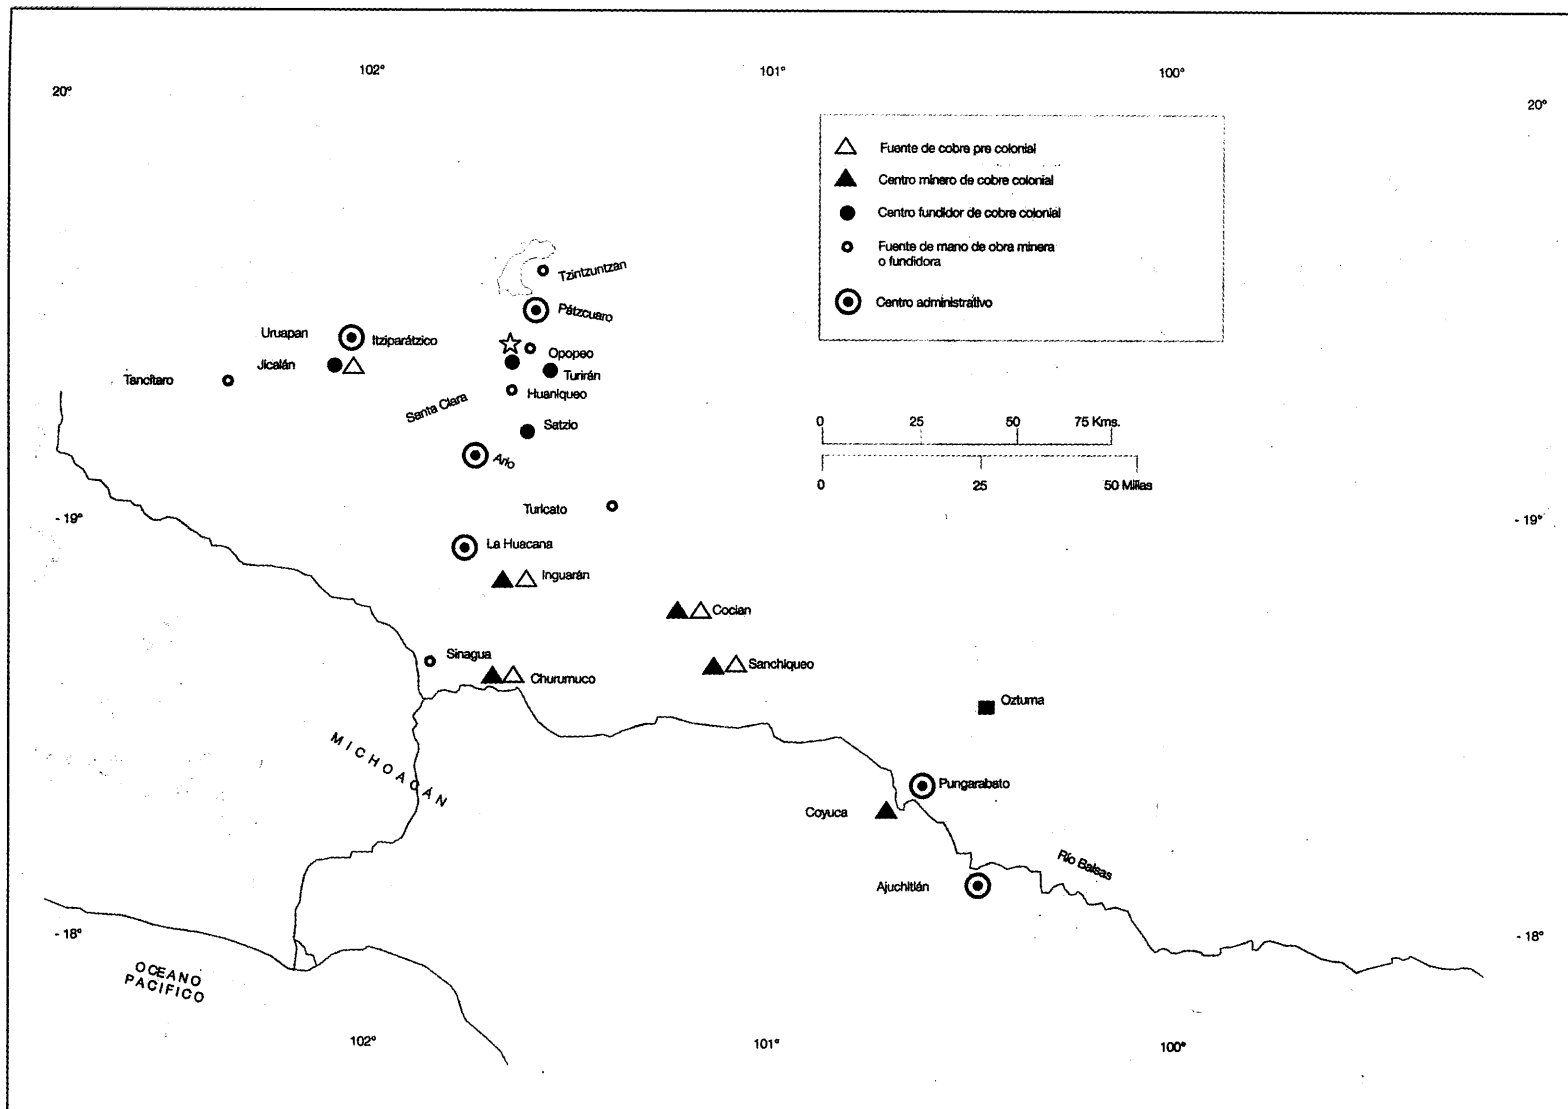 102°
101°
100°
20°
20°
Fuente de cobre pre colonial
Centro minero de cobre colonial
Centro fundidor de cobre colonial
Fuente de mano de obra minera
o fundidora
Centro administrativo
Tzintzuntzan
Pátzcuaro
Uruapan
Itziparátzico
Opopeo
Jicalán
Turirán
Tancítaro
Huaniqueo
Santa Clara
Satzio
Ario
0 25 50 75 Kms.
0 25 50 Millas
Turicato
- 19°
- 19°
La Huacana
Inguarán
Cocian
Sinagua
Sanchiqueo
Churumuco
Oztuma
MICHOACÁN
Pungarabato
Coyuca
Río Balsas
Ajuchitlán
- 18°
- 18°
OCEANO
PACIFICO
102°
101°
100°